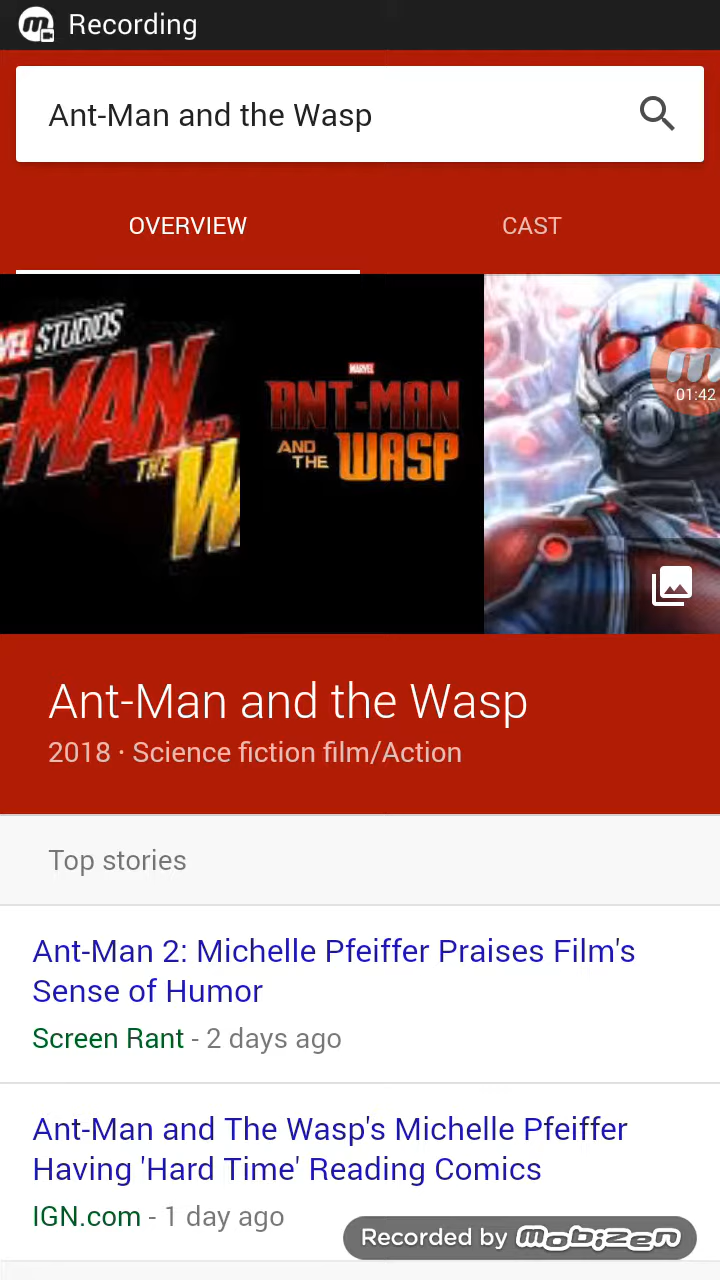 Recording
Ant-Man and the Wasp
OVERVIEW
CAST
VEL STUDIOS
-MAN
AND
THE W
MARVEL
ANT-MAN
AND
THE WASP
01:42
Ant-Man and the Wasp
2018 · Science fiction film/Action
Top stories
Ant-Man 2: Michelle Pfeiffer Praises Film's
Sense of Humor
Screen Rant - 2 days ago
Ant-Man and The Wasp's Michelle Pfeiffer
Having 'Hard Time' Reading Comics
IGN.com - 1 day ago
Recorded by mobizen